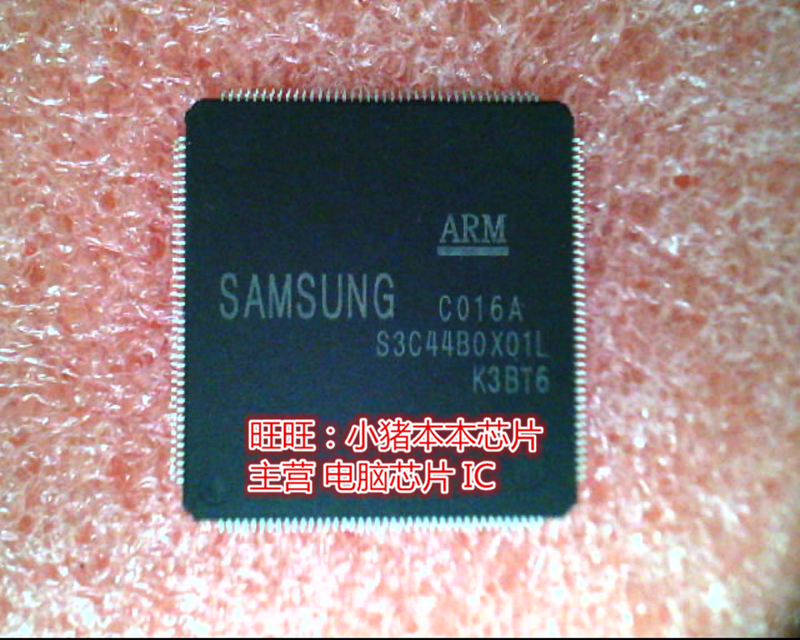 ARM
SAMSUNG C016A
S3C44B0X01L
K3BT6
旺旺：小猪本本芯片
主营 电脑芯片 IC